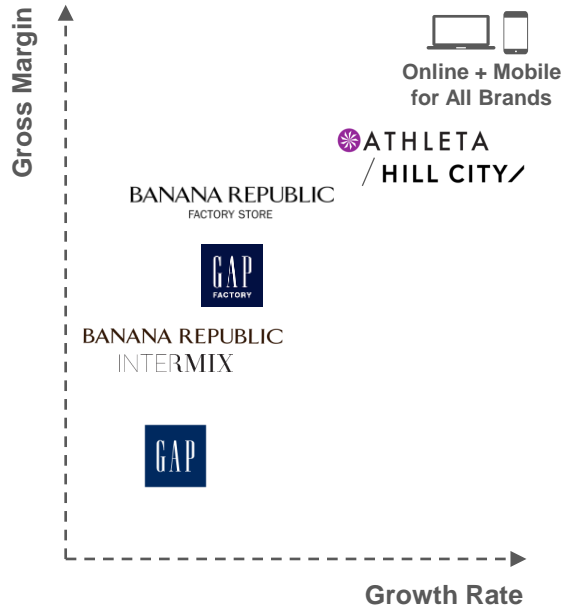 Gross Margin
Online + Mobile
for All Brands
ATHLETA
/ HILL CITY/
BANANA REPUBLIC
FACTORY STORE
GAP
FACTORY
BANANA REPUBLIC
INTERMIX
GAP
Growth Rate